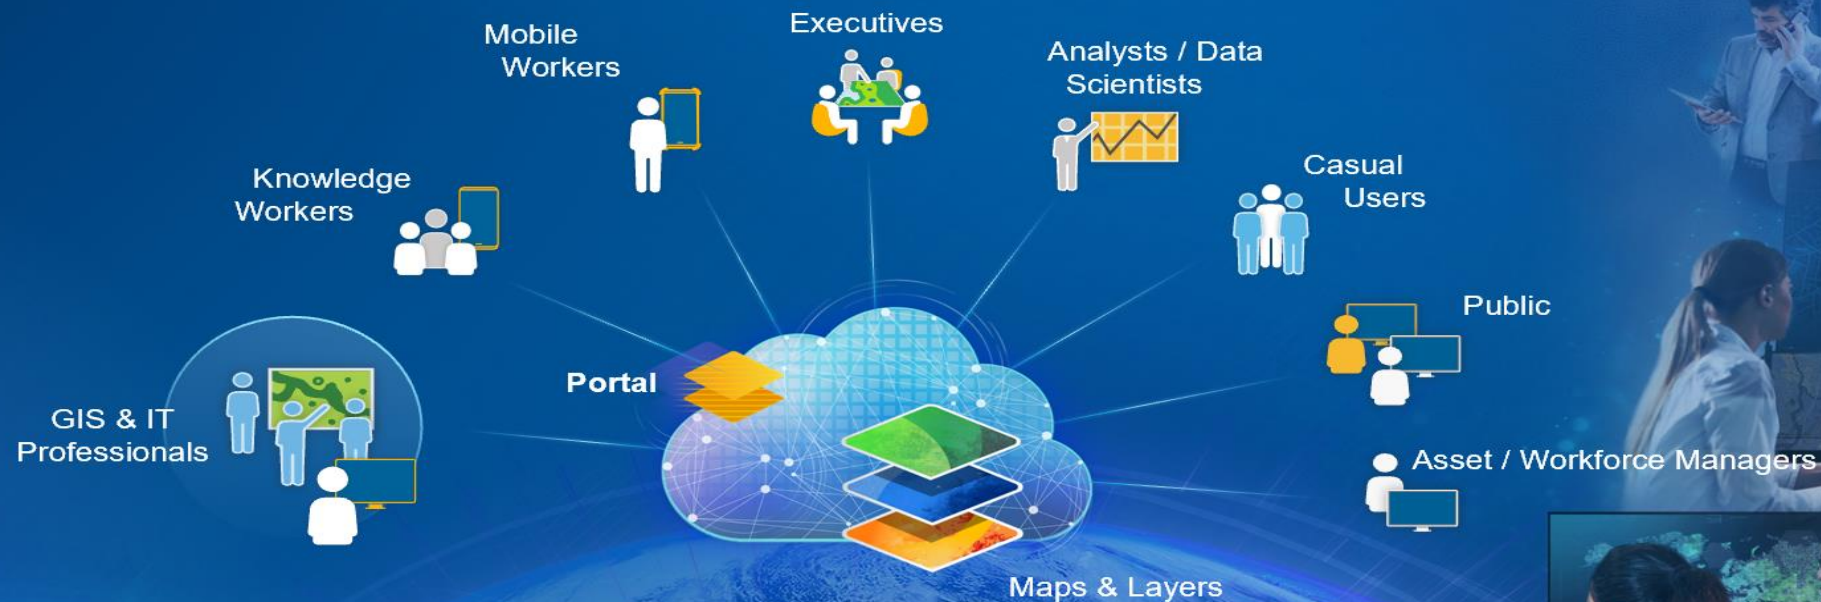 Executives
Mobile
Workers
Analysts / Data
Scientists
Knowledge
Workers
Casual
Users
Public
Portal
GIS & IT
Professionals
Asset / Workforce Managers
Maps & Layers